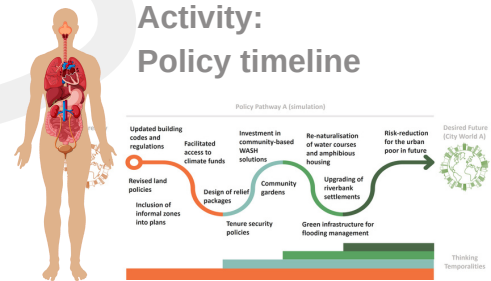 Activity:
Policy timeline
Policy Pathway A (simulation)
Updated building
codes and
regulations
Facilitated
access to
climate funds
Investment in
community-based
WASH
solutions
Re-naturalisation
of water courses
and amphibious
housing
Risk-reduction
for the urban
poor in future
Desired Future
(City World A)
Revised land
policies
Design of relief
packages
Community
gardens
Upgrading of
riverbank
settlements
Inclusion of
informal zones
into plans
Tenure security
policies
Green infrastructure for
flooding management
Thinking
Temporalities